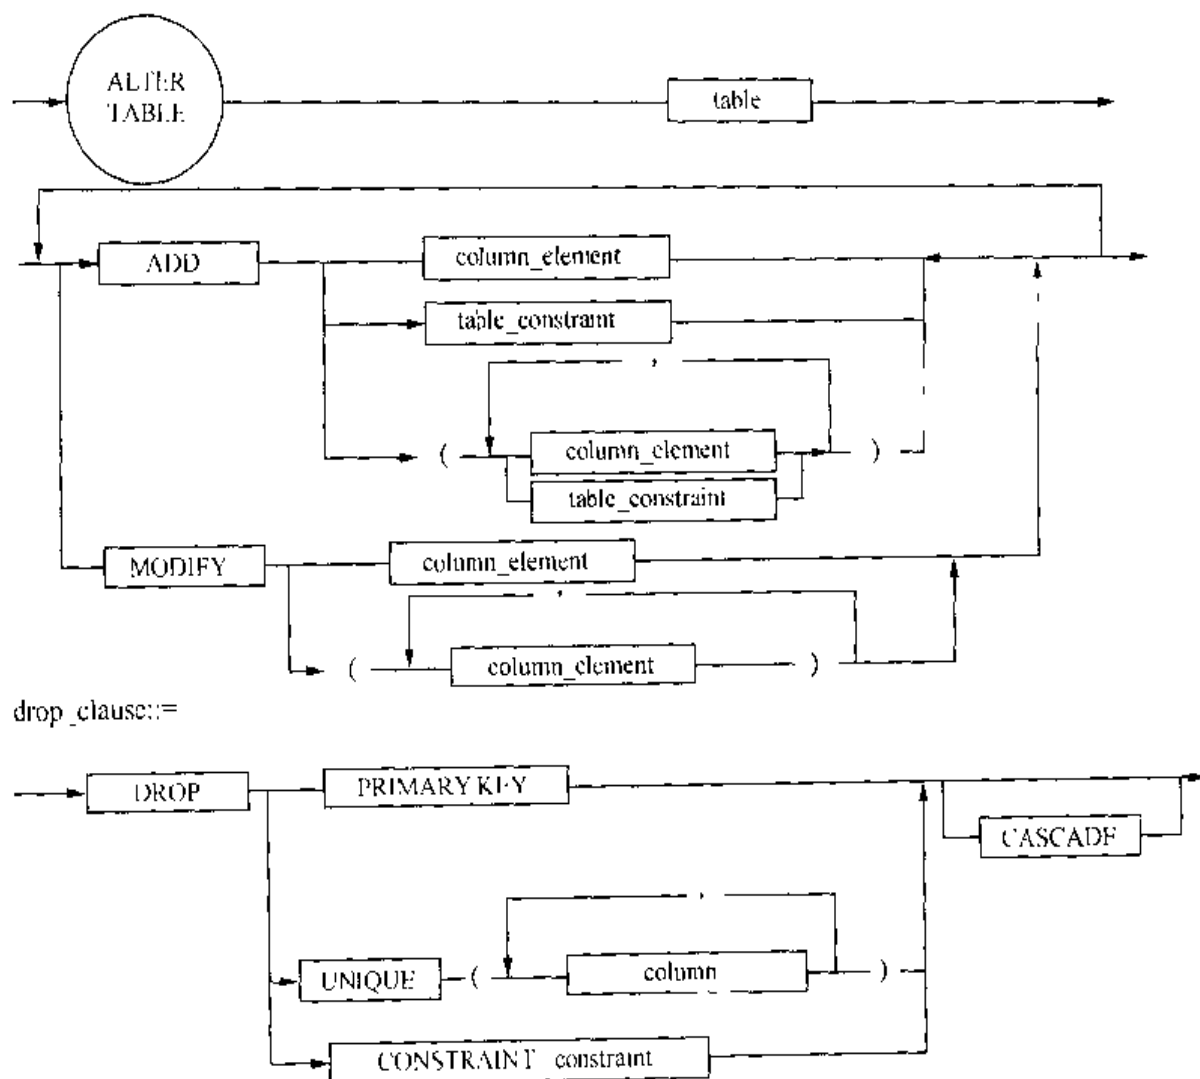 ALTER
TABLE
table
ADD
column_element
table_constraint
,
( column_element )
table_constraint
MODIFY
column_element
,
( column_element )
drop_clause::=
DROP
PRIMARY KEY
CASCADE
,
UNIQUE ( column )
CONSTRAINT constraint